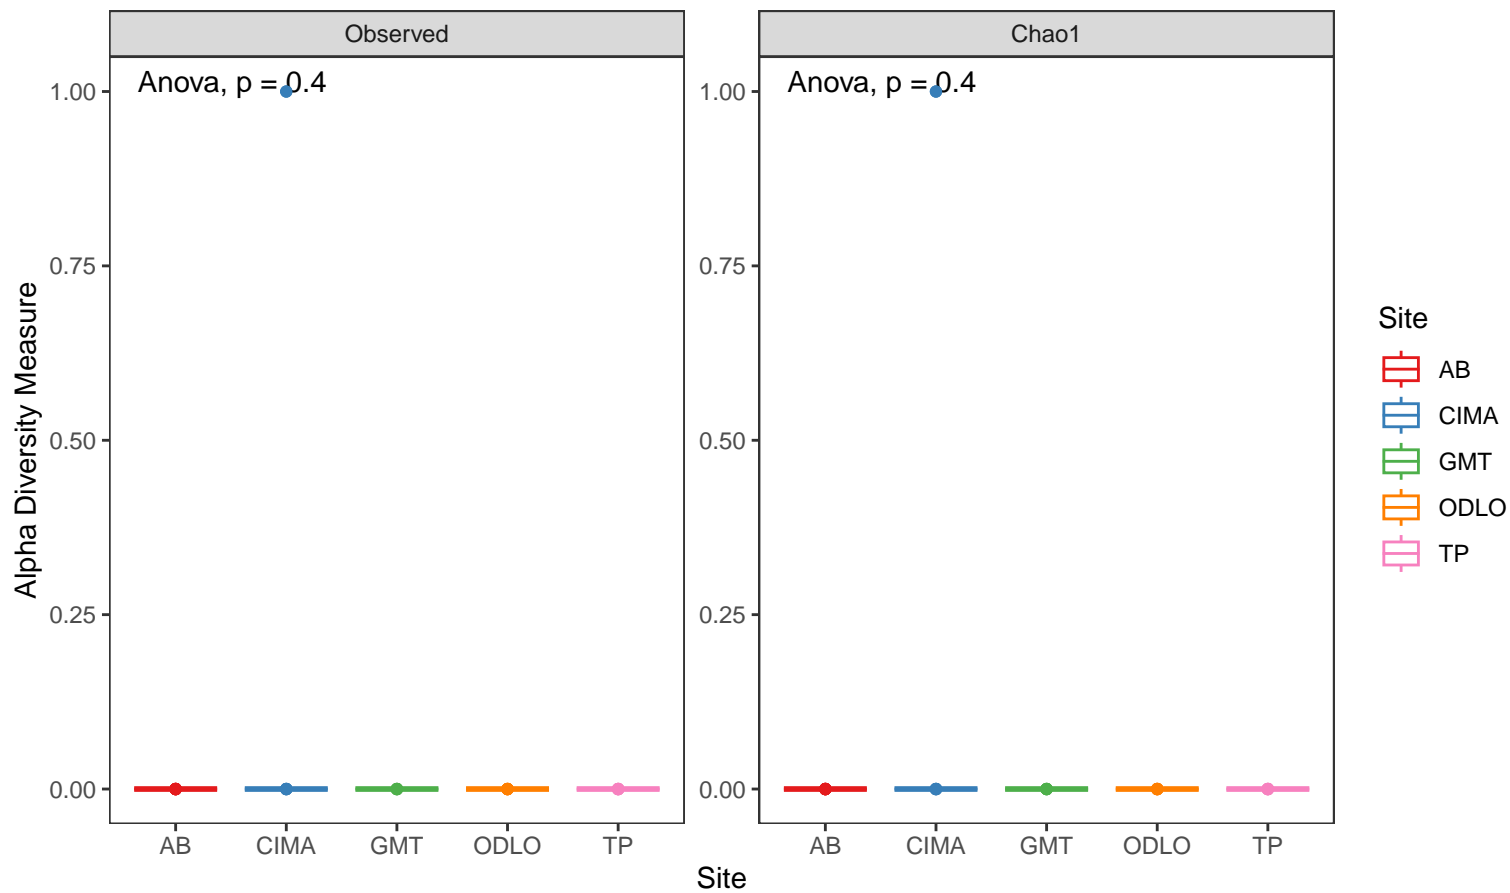 Observed
Chao1
Anova, p = 0.4
Anova, p = 0.4
Alpha Diversity Measure
1.00
0.75
0.50
0.25
0.00
1.00
0.75
0.50
0.25
0.00
AB CIMA GMT ODLO TP
AB CIMA GMT ODLO TP
Site
Site
AB
CIMA
GMT
ODLO
TP